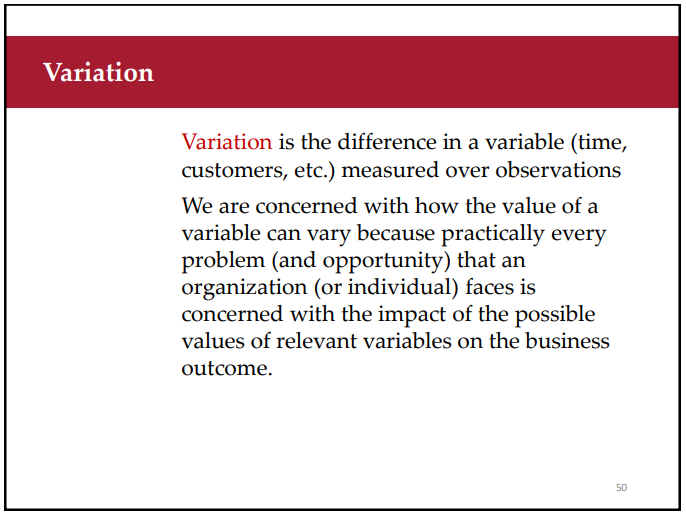 Variation
Variation is the difference in a variable (time,
customers, etc.) measured over observations
We are concerned with how the value of a
variable can vary because practically every
problem (and opportunity) that an
organization (or individual) faces is
concerned with the impact of the possible
values of relevant variables on the business
outcome.
50